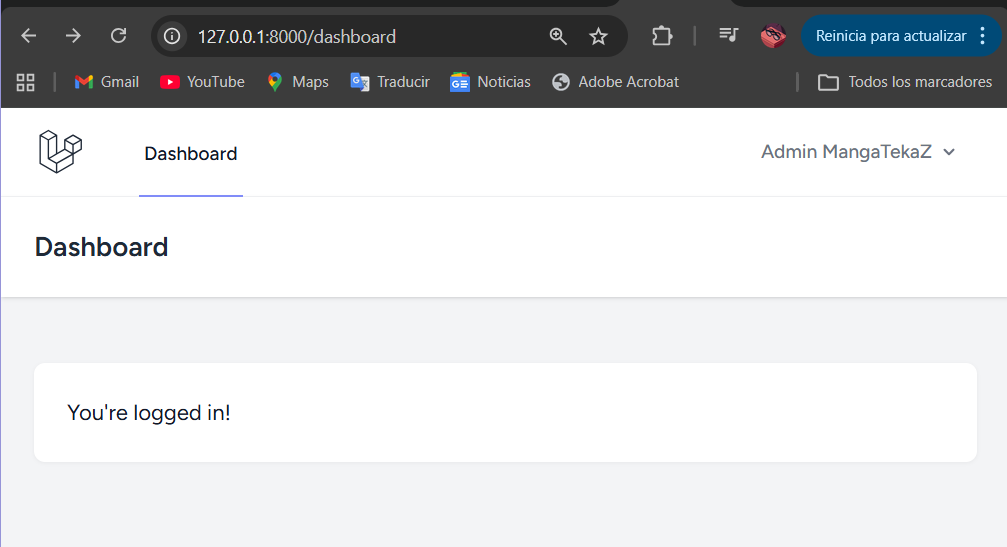 127.0.0.1:8000/dashboard
Reinicia para actualizar
Gmail YouTube Maps Traducir Noticias Adobe Acrobat Todos los marcadores
Dashboard Admin MangaTekaZ
Dashboard
You're logged in!